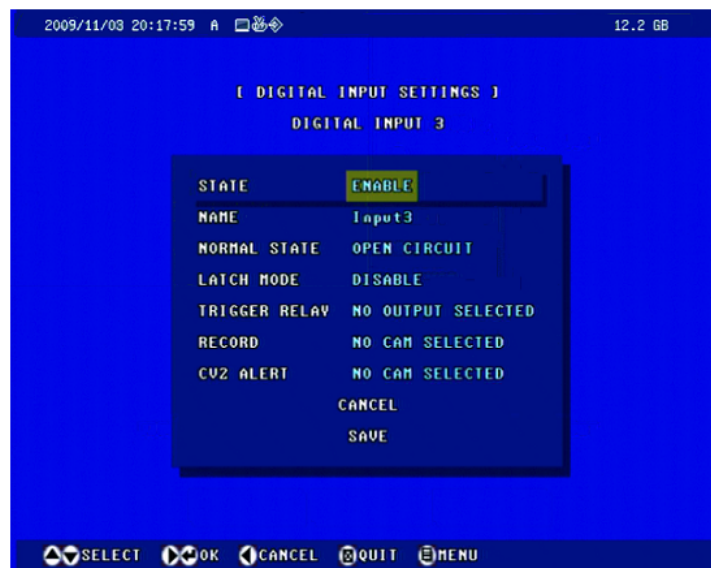 2009/11/03 20:17:59 A 12.2 GB
[ DIGITAL INPUT SETTINGS ]
DIGITAL INPUT 3
STATE ENABLE
NAME Input3
NORMAL STATE OPEN CIRCUIT
LATCH MODE DISABLE
TRIGGER RELAY NO OUTPUT SELECTED
RECORD NO CAM SELECTED
CV2 ALERT NO CAM SELECTED
CANCEL
SAVE
SELECT OK CANCEL QUIT MENU